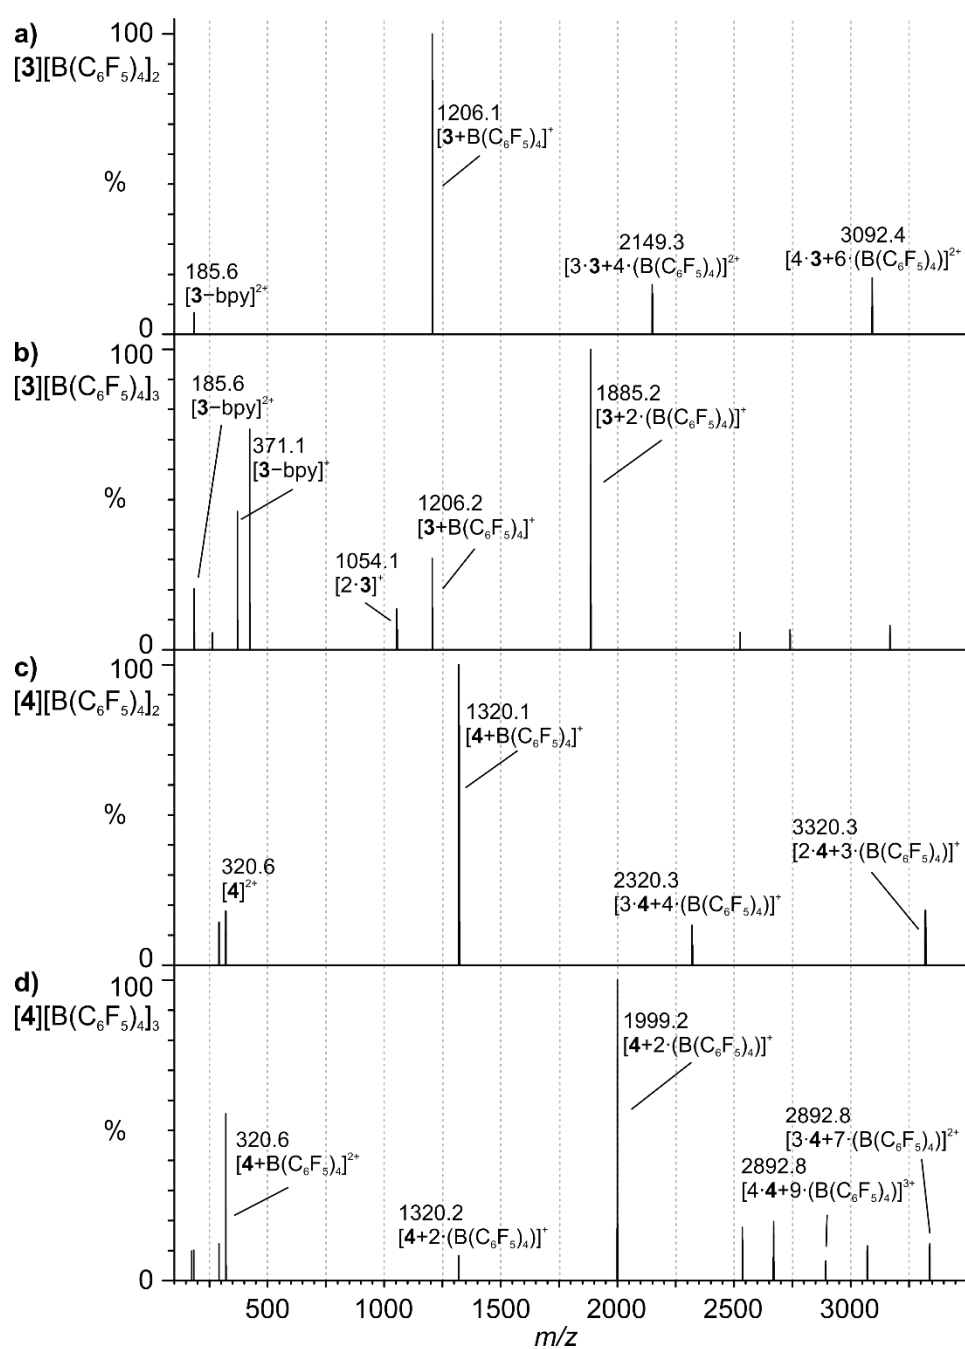 a)
[3][B(C₆F₅)₄]₂
100
%
0
185.6
[3−bpy]²⁺
1206.1
[3+B(C₆F₅)₄]⁺
2149.3
[3·3+4·(B(C₆F₅)₄)]²⁺
3092.4
[4·3+6·(B(C₆F₅)₄)]²⁺
b)
[3][B(C₆F₅)₄]₃
100
%
0
185.6
[3−bpy]²⁺
371.1
[3−bpy]⁺
1054.1
[2·3]⁺
1206.2
[3+B(C₆F₅)₄]⁺
1885.2
[3+2·(B(C₆F₅)₄)]⁺
c)
[4][B(C₆F₅)₄]₂
100
%
0
320.6
[4]²⁺
1320.1
[4+B(C₆F₅)₄]⁺
2320.3
[3·4+4·(B(C₆F₅)₄)]⁺
3320.3
[2·4+3·(B(C₆F₅)₄)]⁺
d)
[4][B(C₆F₅)₄]₃
100
%
0
320.6
[4+B(C₆F₅)₄]²⁺
1320.2
[4+2·(B(C₆F₅)₄)]⁺
1999.2
[4+2·(B(C₆F₅)₄)]⁺
2892.8
[4·4+9·(B(C₆F₅)₄)]³⁺
2892.8
[3·4+7·(B(C₆F₅)₄)]²⁺
500 1000 1500 2000 2500 3000
m/z